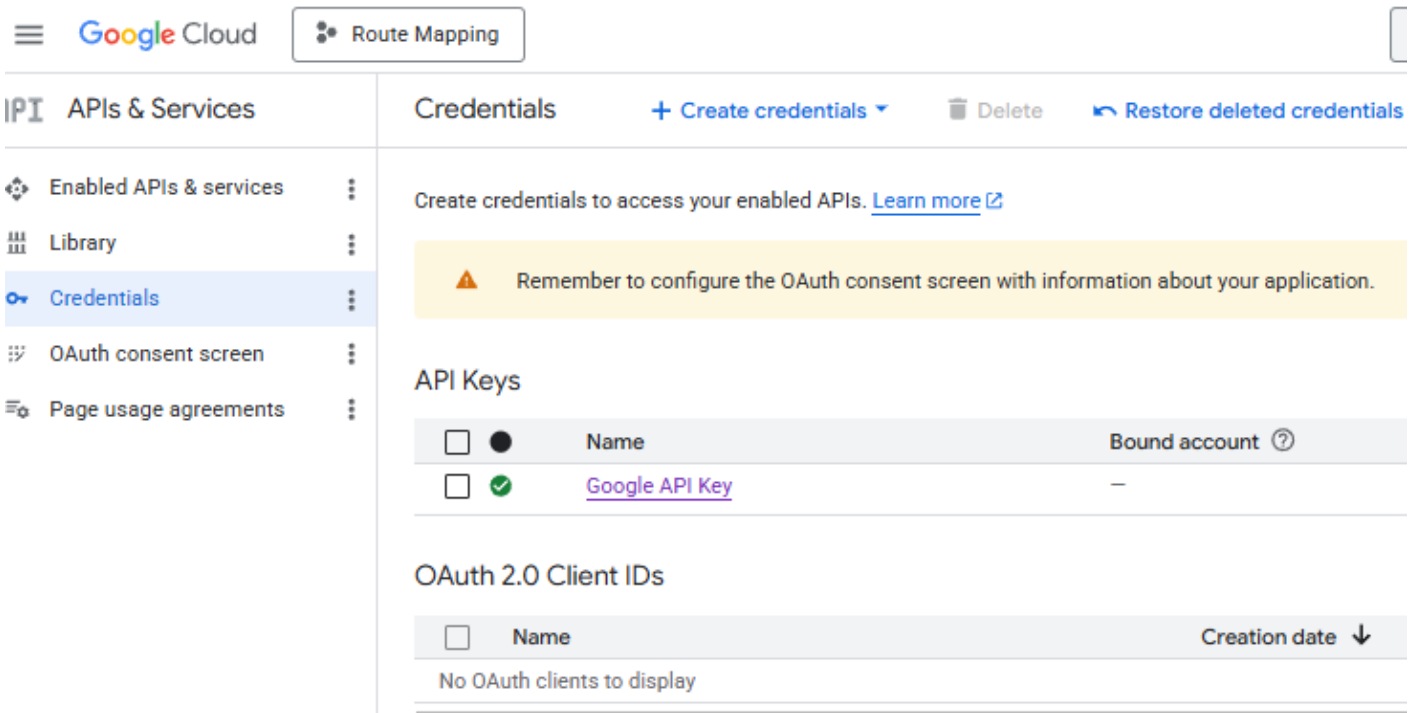 Google Cloud
Route Mapping
API APIs & Services
Credentials
+ Create credentials
Delete
Restore deleted credentials
Enabled APIs & services
Library
Credentials
OAuth consent screen
Page usage agreements
Create credentials to access your enabled APIs. Learn more
Remember to configure the OAuth consent screen with information about your application.
API Keys
Name
Bound account
Google API Key
–
OAuth 2.0 Client IDs
Name
Creation date
No OAuth clients to display